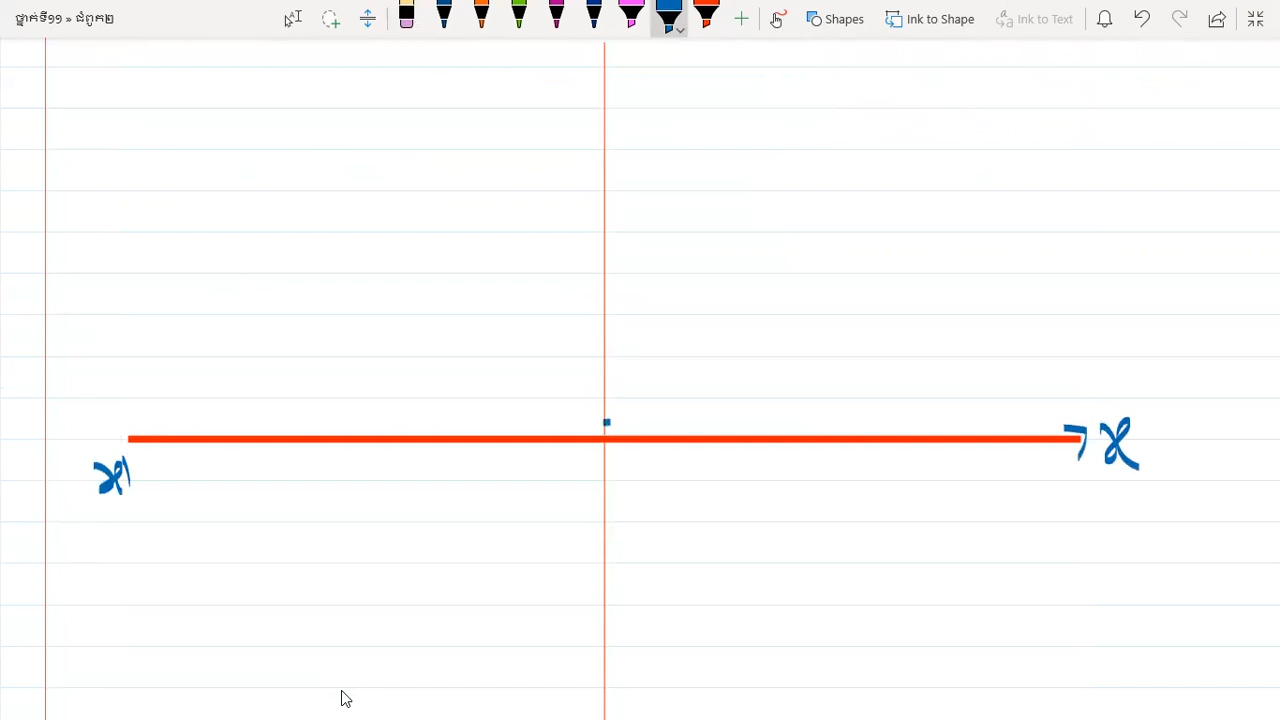 ថ្នាក់ទី១១ » ជំពូក២
Shapes
Ink to Shape
Ink to Text
x
x'